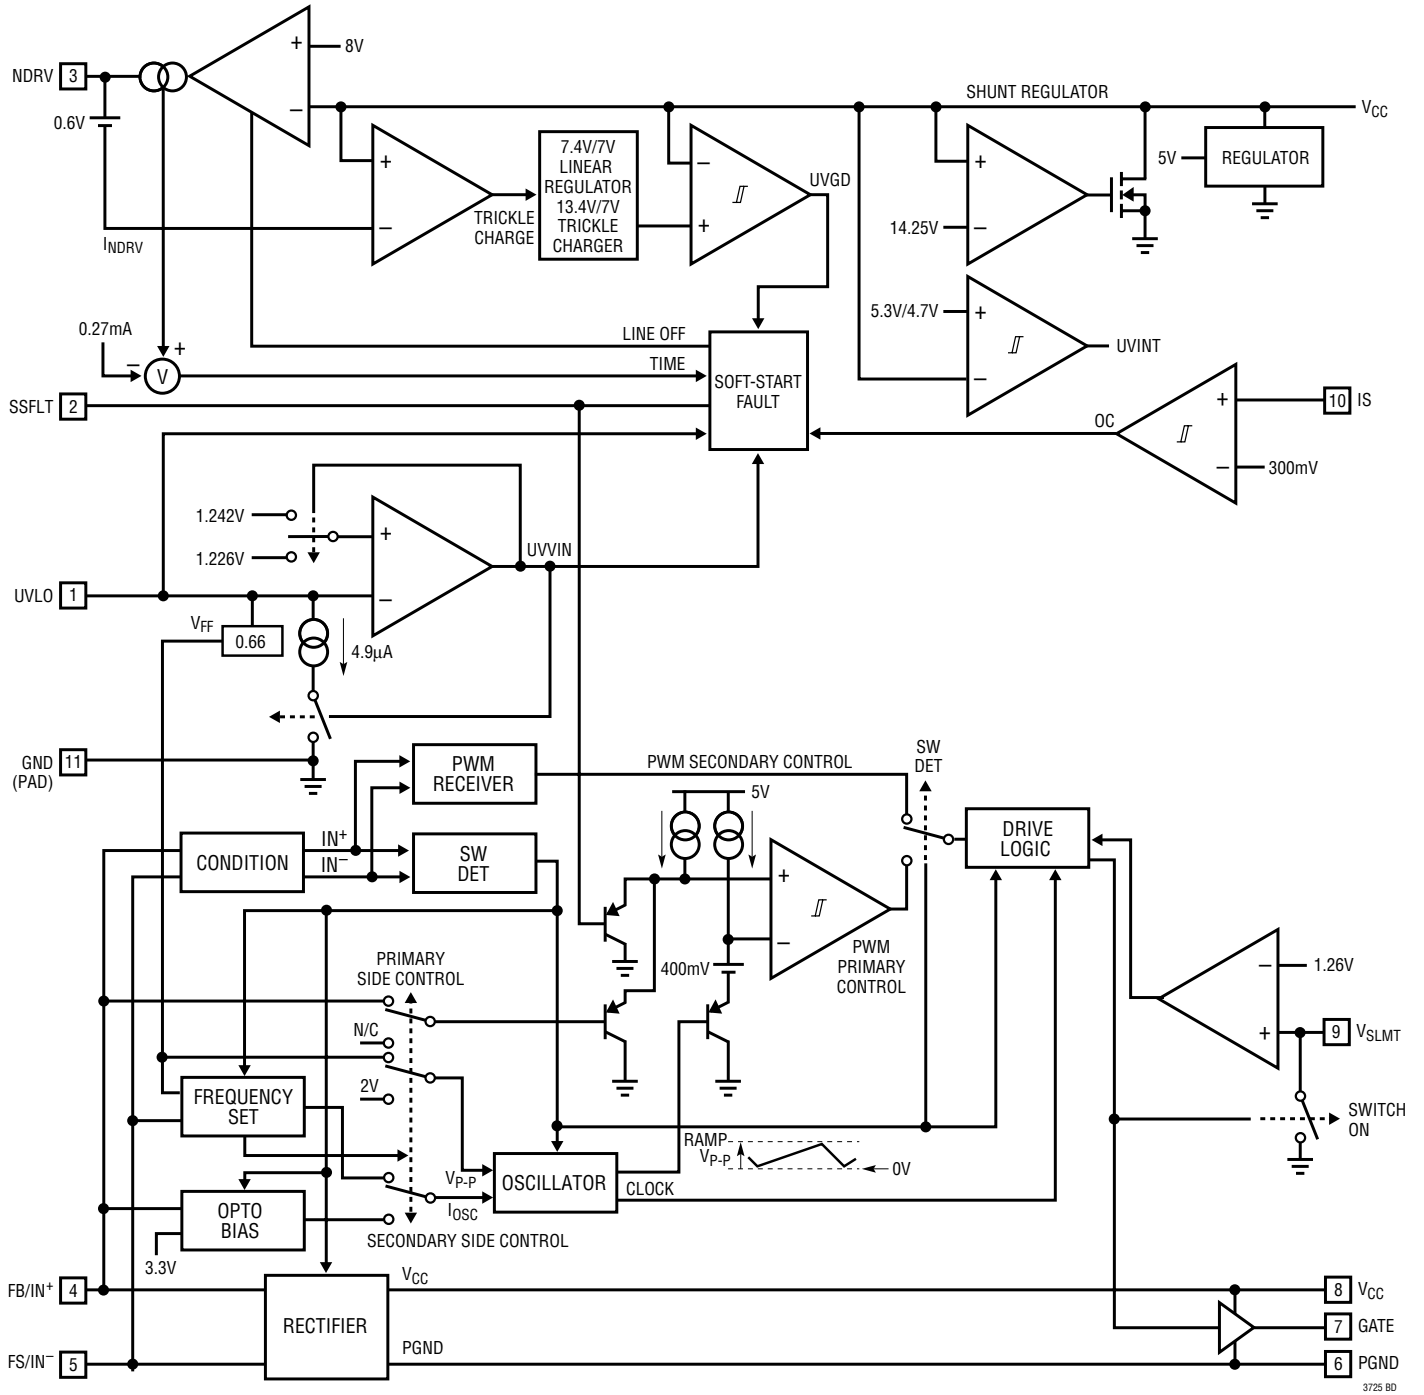 8V
+
NDRV 3
−
SHUNT REGULATOR
VCC
0.6V
7.4V/7V
LINEAR
REGULATOR
13.4V/7V
TRICKLE
CHARGER
+
−
TRICKLE
CHARGE
INDRV
−
+
UVGD
+
14.25V
−
5V
REGULATOR
0.27mA
+
−
V
LINE OFF
TIME
SOFT-START
FAULT
5.3V/4.7V
+
−
UVINT
SSFLT 2
OC
+
−
10 IS
300mV
1.242V
1.226V
+
−
UVVIN
UVLO 1
VFF
0.66
4.9µA
GND
(PAD)
11
PWM
RECEIVER
PWM SECONDARY CONTROL
SW
DET
5V
CONDITION
IN+
IN−
SW
DET
+
−
DRIVE
LOGIC
PWM
PRIMARY
CONTROL
400mV
PRIMARY
SIDE CONTROL
N/C
2V
−
1.26V
+
9 VSLMT
SWITCH
ON
FREQUENCY
SET
RAMP
VP-P
0V
VP-P
IOSC
OSCILLATOR
CLOCK
OPTO
BIAS
3.3V
SECONDARY SIDE CONTROL
FB/IN+ 4
VCC
8 VCC
RECTIFIER
7 GATE
FS/IN− 5
PGND
6 PGND
3725 BD